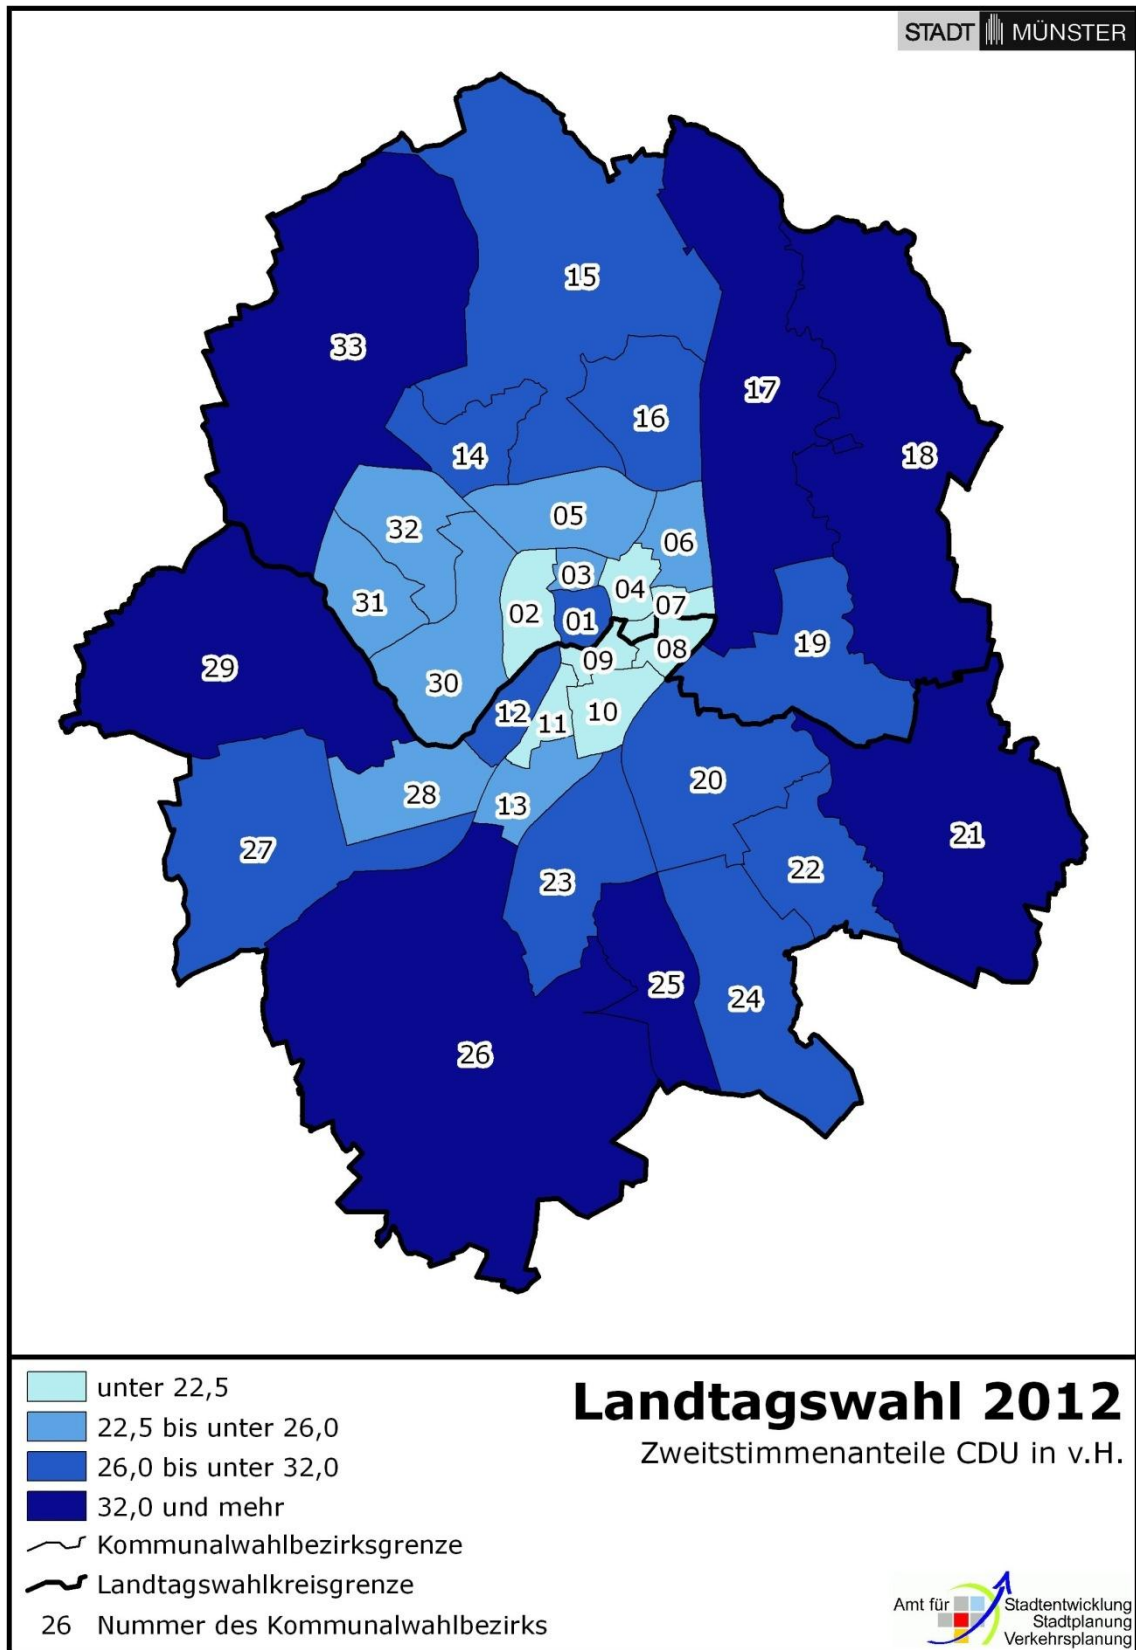 STADT MÜNSTER
15
33
17
16
18
14
05
32
06
03
04
31
02
01
07
19
29
09
08
30
12
11
10
20
28
13
21
27
22
23
25
24
26
unter 22,5
22,5 bis unter 26,0
26,0 bis unter 32,0
32,0 und mehr
Kommunalwahlbezirksgrenze
Landtagswahlkreisgrenze
26 Nummer des Kommunalwahlbezirks
Landtagswahl 2012
Zweitstimmenanteile CDU in v.H.
Amt für Stadtentwicklung
Stadtplanung
Verkehrsplanung